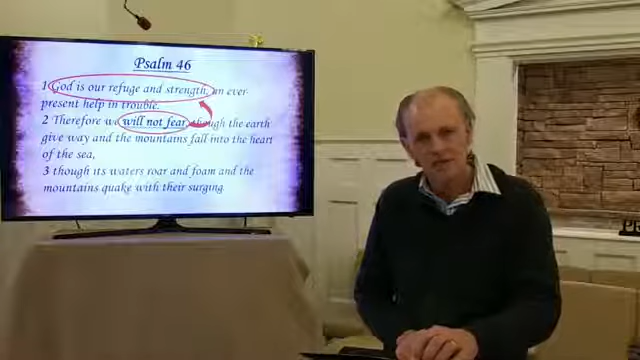 Psalm 46
1 God is our refuge and strength, an ever-
present help in trouble.
2 Therefore we will not fear, though the earth
give way and the mountains fall into the heart
of the sea,
3 though its waters roar and foam and the
mountains quake with their surging.